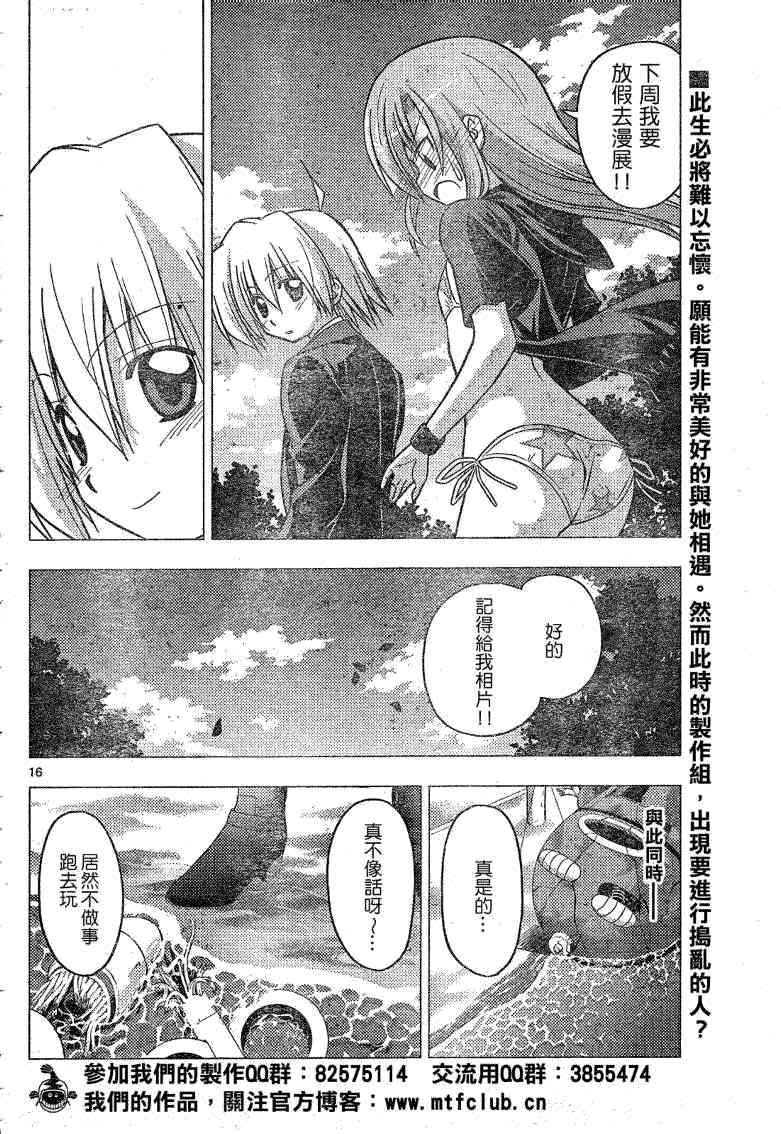 ■此生必將難以忘懷。願能有非常美好的與她相遇。然而此時的製作組，出現要進行搗亂的人？
下周我要
放假去漫展!!
好的
記得給我相片!!
16
與此同時——
真是的…
真不像話呀～…
居然不做事
跑去玩
參加我們的製作QQ群：82575114　交流用QQ群：3855474
我們的作品，關注官方博客：www.mtfclub.cn